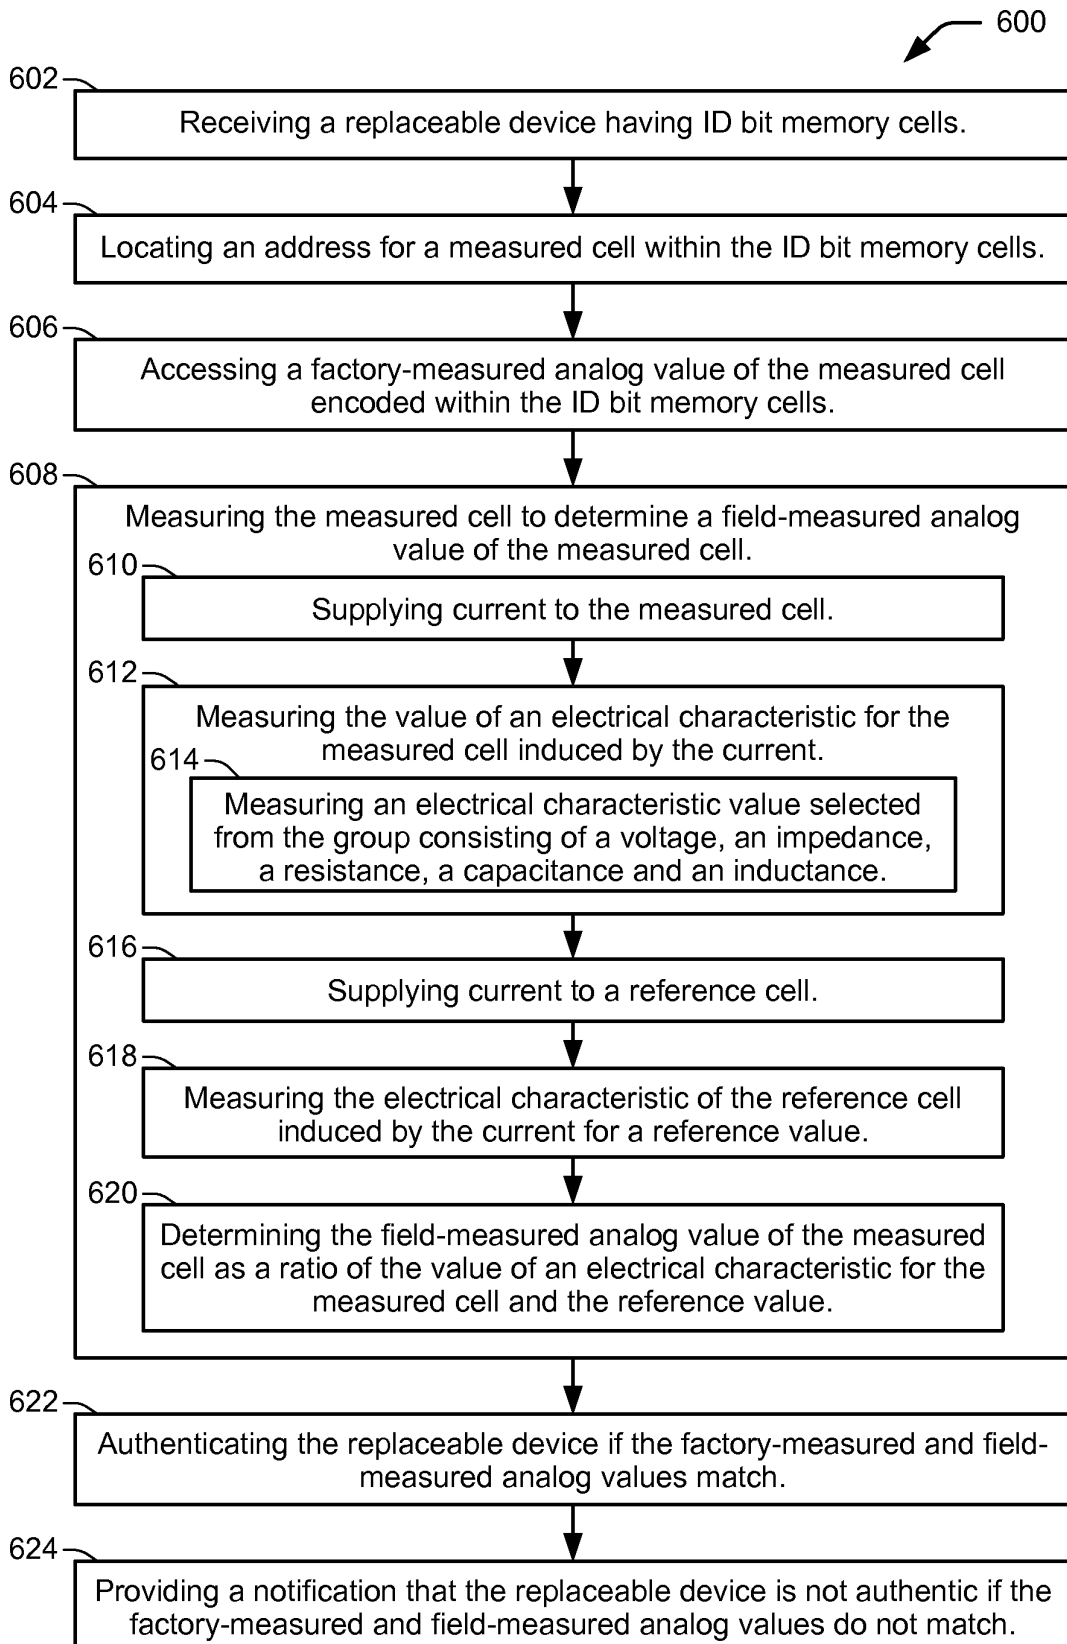 600
602
Receiving a replaceable device having ID bit memory cells.
604
Locating an address for a measured cell within the ID bit memory cells.
606
Accessing a factory-measured analog value of the measured cell
encoded within the ID bit memory cells.
608
Measuring the measured cell to determine a field-measured analog
value of the measured cell.
610
Supplying current to the measured cell.
612
Measuring the value of an electrical characteristic for the
measured cell induced by the current.
614
Measuring an electrical characteristic value selected
from the group consisting of a voltage, an impedance,
a resistance, a capacitance and an inductance.
616
Supplying current to a reference cell.
618
Measuring the electrical characteristic of the reference cell
induced by the current for a reference value.
620
Determining the field-measured analog value of the measured
cell as a ratio of the value of an electrical characteristic for the
measured cell and the reference value.
622
Authenticating the replaceable device if the factory-measured and field-
measured analog values match.
624
Providing a notification that the replaceable device is not authentic if the
factory-measured and field-measured analog values do not match.